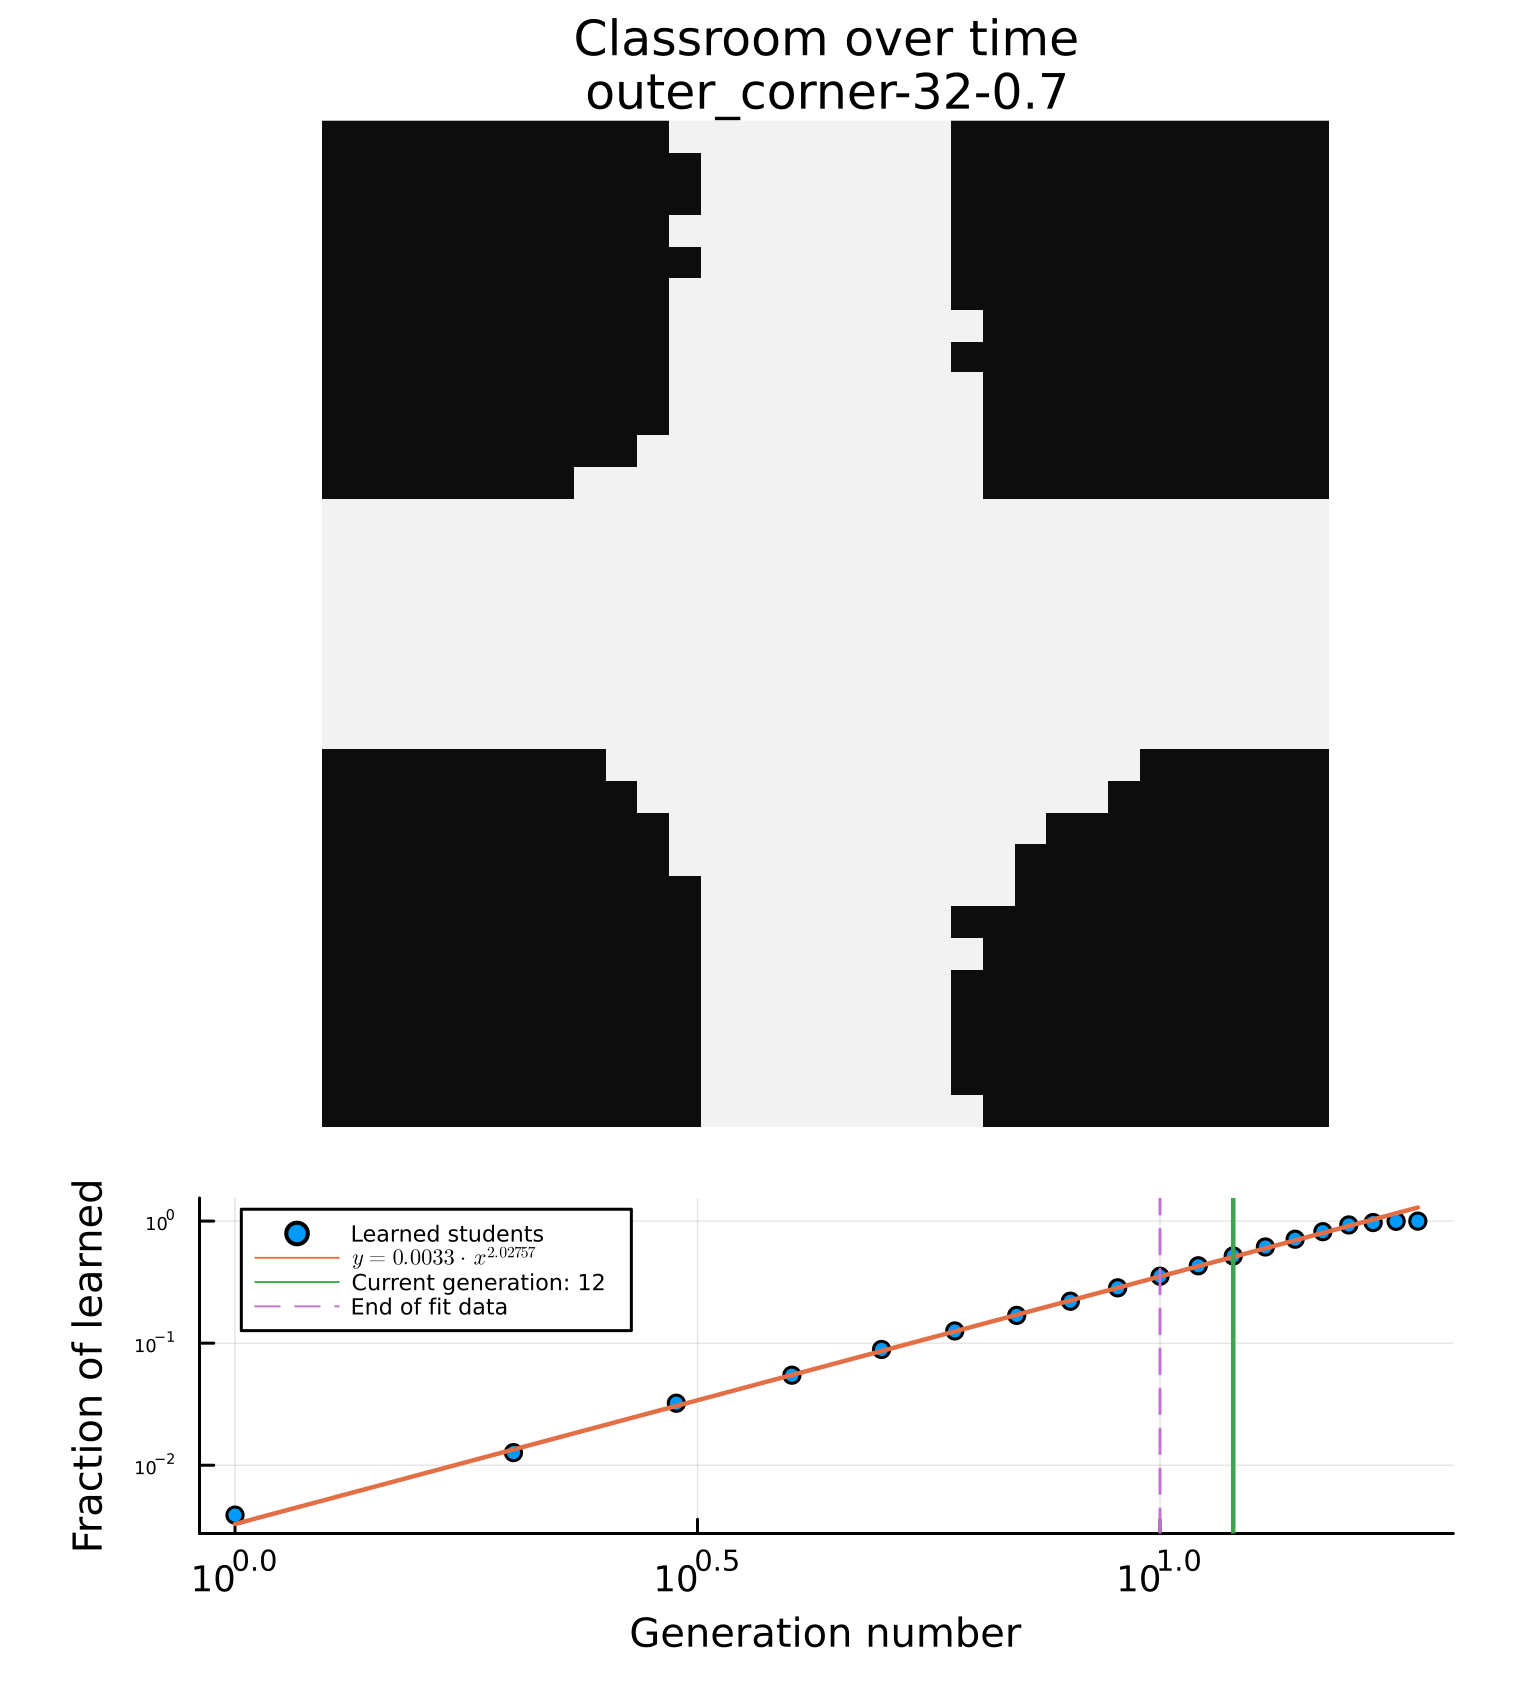 Classroom over time
outer_corner-32-0.7
Fraction of learned
10^0
10^-1
10^-2
Learned students
y = 0.0033 · x^2.02757
Current generation: 12
End of fit data
10^0.0 10^0.5 10^1.0
Generation number